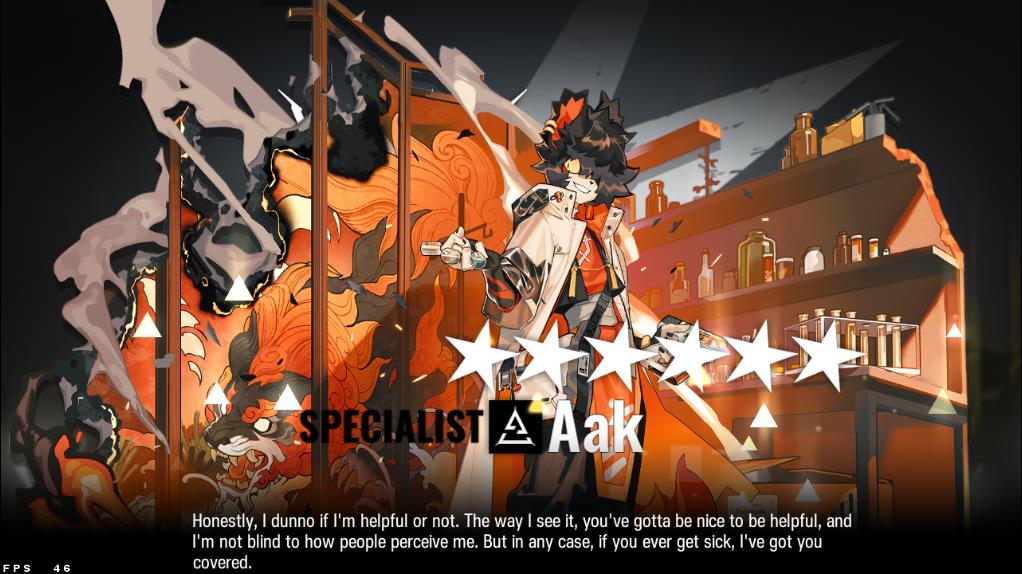 SPECIALIST Aak
Honestly, I dunno if I'm helpful or not. The way I see it, you've gotta be nice to be helpful, and
I'm not blind to how people perceive me. But in any case, if you ever get sick, I've got you
covered.
FPS 46